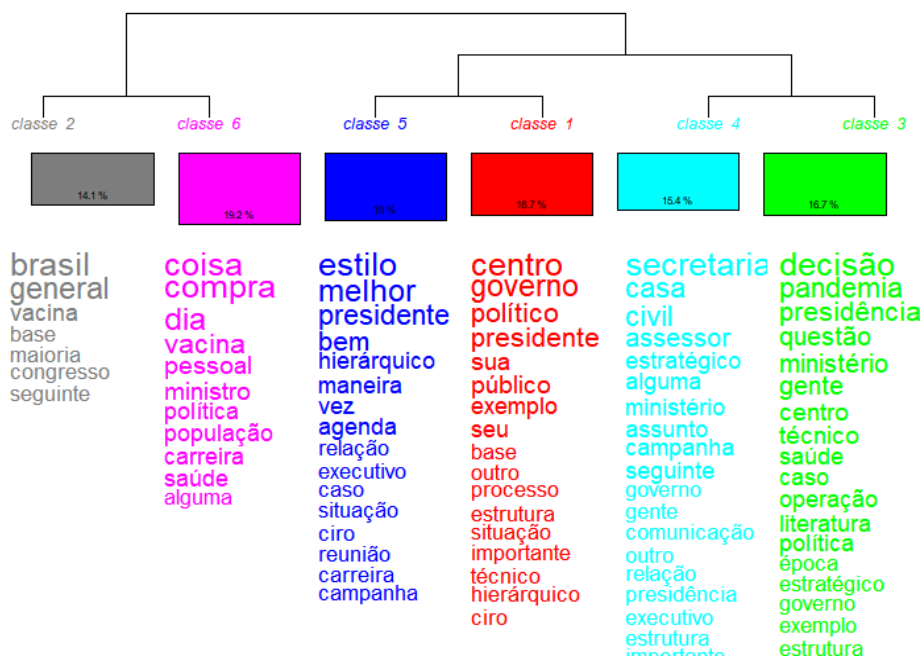 classe 2
classe 6
classe 5
classe 1
classe 4
classe 3
14.1 %
19.2 %
18 %
16.7 %
15.4 %
16.7 %
brasil
general
vacina
base
maioria
congresso
seguinte
coisa
compra
dia
vacina
pessoal
ministro
política
população
carreira
saúde
alguma
estilo
melhor
presidente
bem
hierárquico
maneira
vez
agenda
relação
executivo
caso
situação
ciro
reunião
carreira
campanha
centro
governo
político
presidente
sua
público
exemplo
seu
base
outro
processo
estrutura
situação
importante
técnico
hierárquico
ciro
secretaria
casa
civil
assessor
estratégico
alguma
ministério
assunto
campanha
seguinte
governo
gente
comunicação
outro
relação
presidência
executivo
estrutura
importante
decisão
pandemia
presidência
questão
ministério
gente
centro
técnico
saúde
caso
operação
literatura
política
época
estratégico
governo
exemplo
estrutura